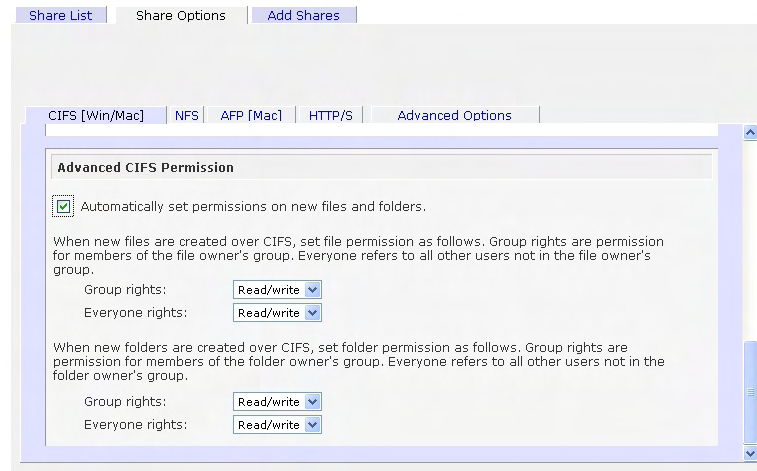 Share List Share Options Add Shares
CIFS [Win/Mac] NFS AFP [Mac] HTTP/S Advanced Options
Advanced CIFS Permission
Automatically set permissions on new files and folders.
When new files are created over CIFS, set file permission as follows. Group rights are permission
for members of the file owner's group. Everyone refers to all other users not in the file owner's
group.
Group rights: Read/write
Everyone rights: Read/write
When new folders are created over CIFS, set folder permission as follows. Group rights are
permission for members of the folder owner's group. Everyone refers to all other users not in the
folder owner's group.
Group rights: Read/write
Everyone rights: Read/write